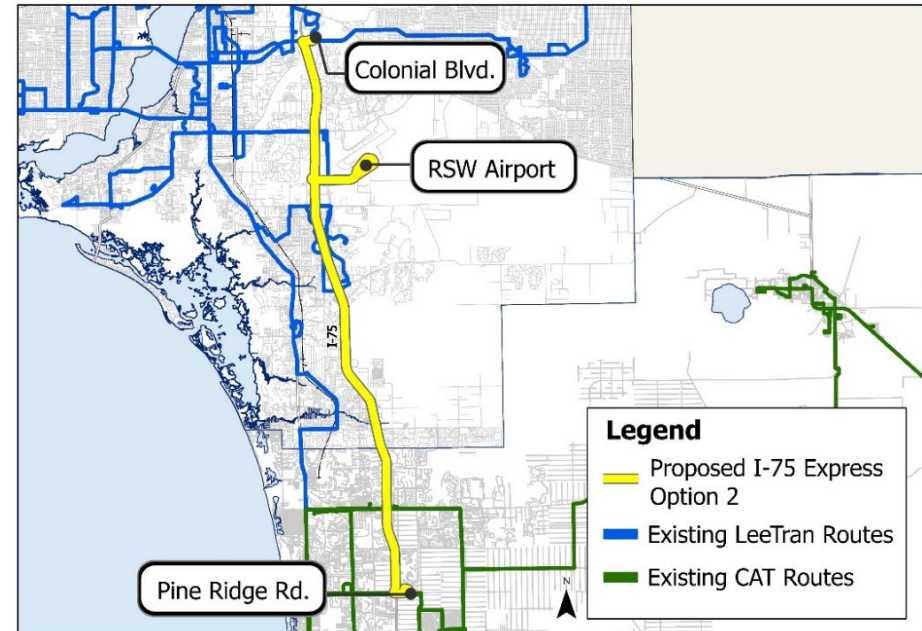 Colonial Blvd.
RSW Airport
I-75
Legend
Proposed I-75 Express
Option 2
Existing LeeTran Routes
Existing CAT Routes
Pine Ridge Rd.
N